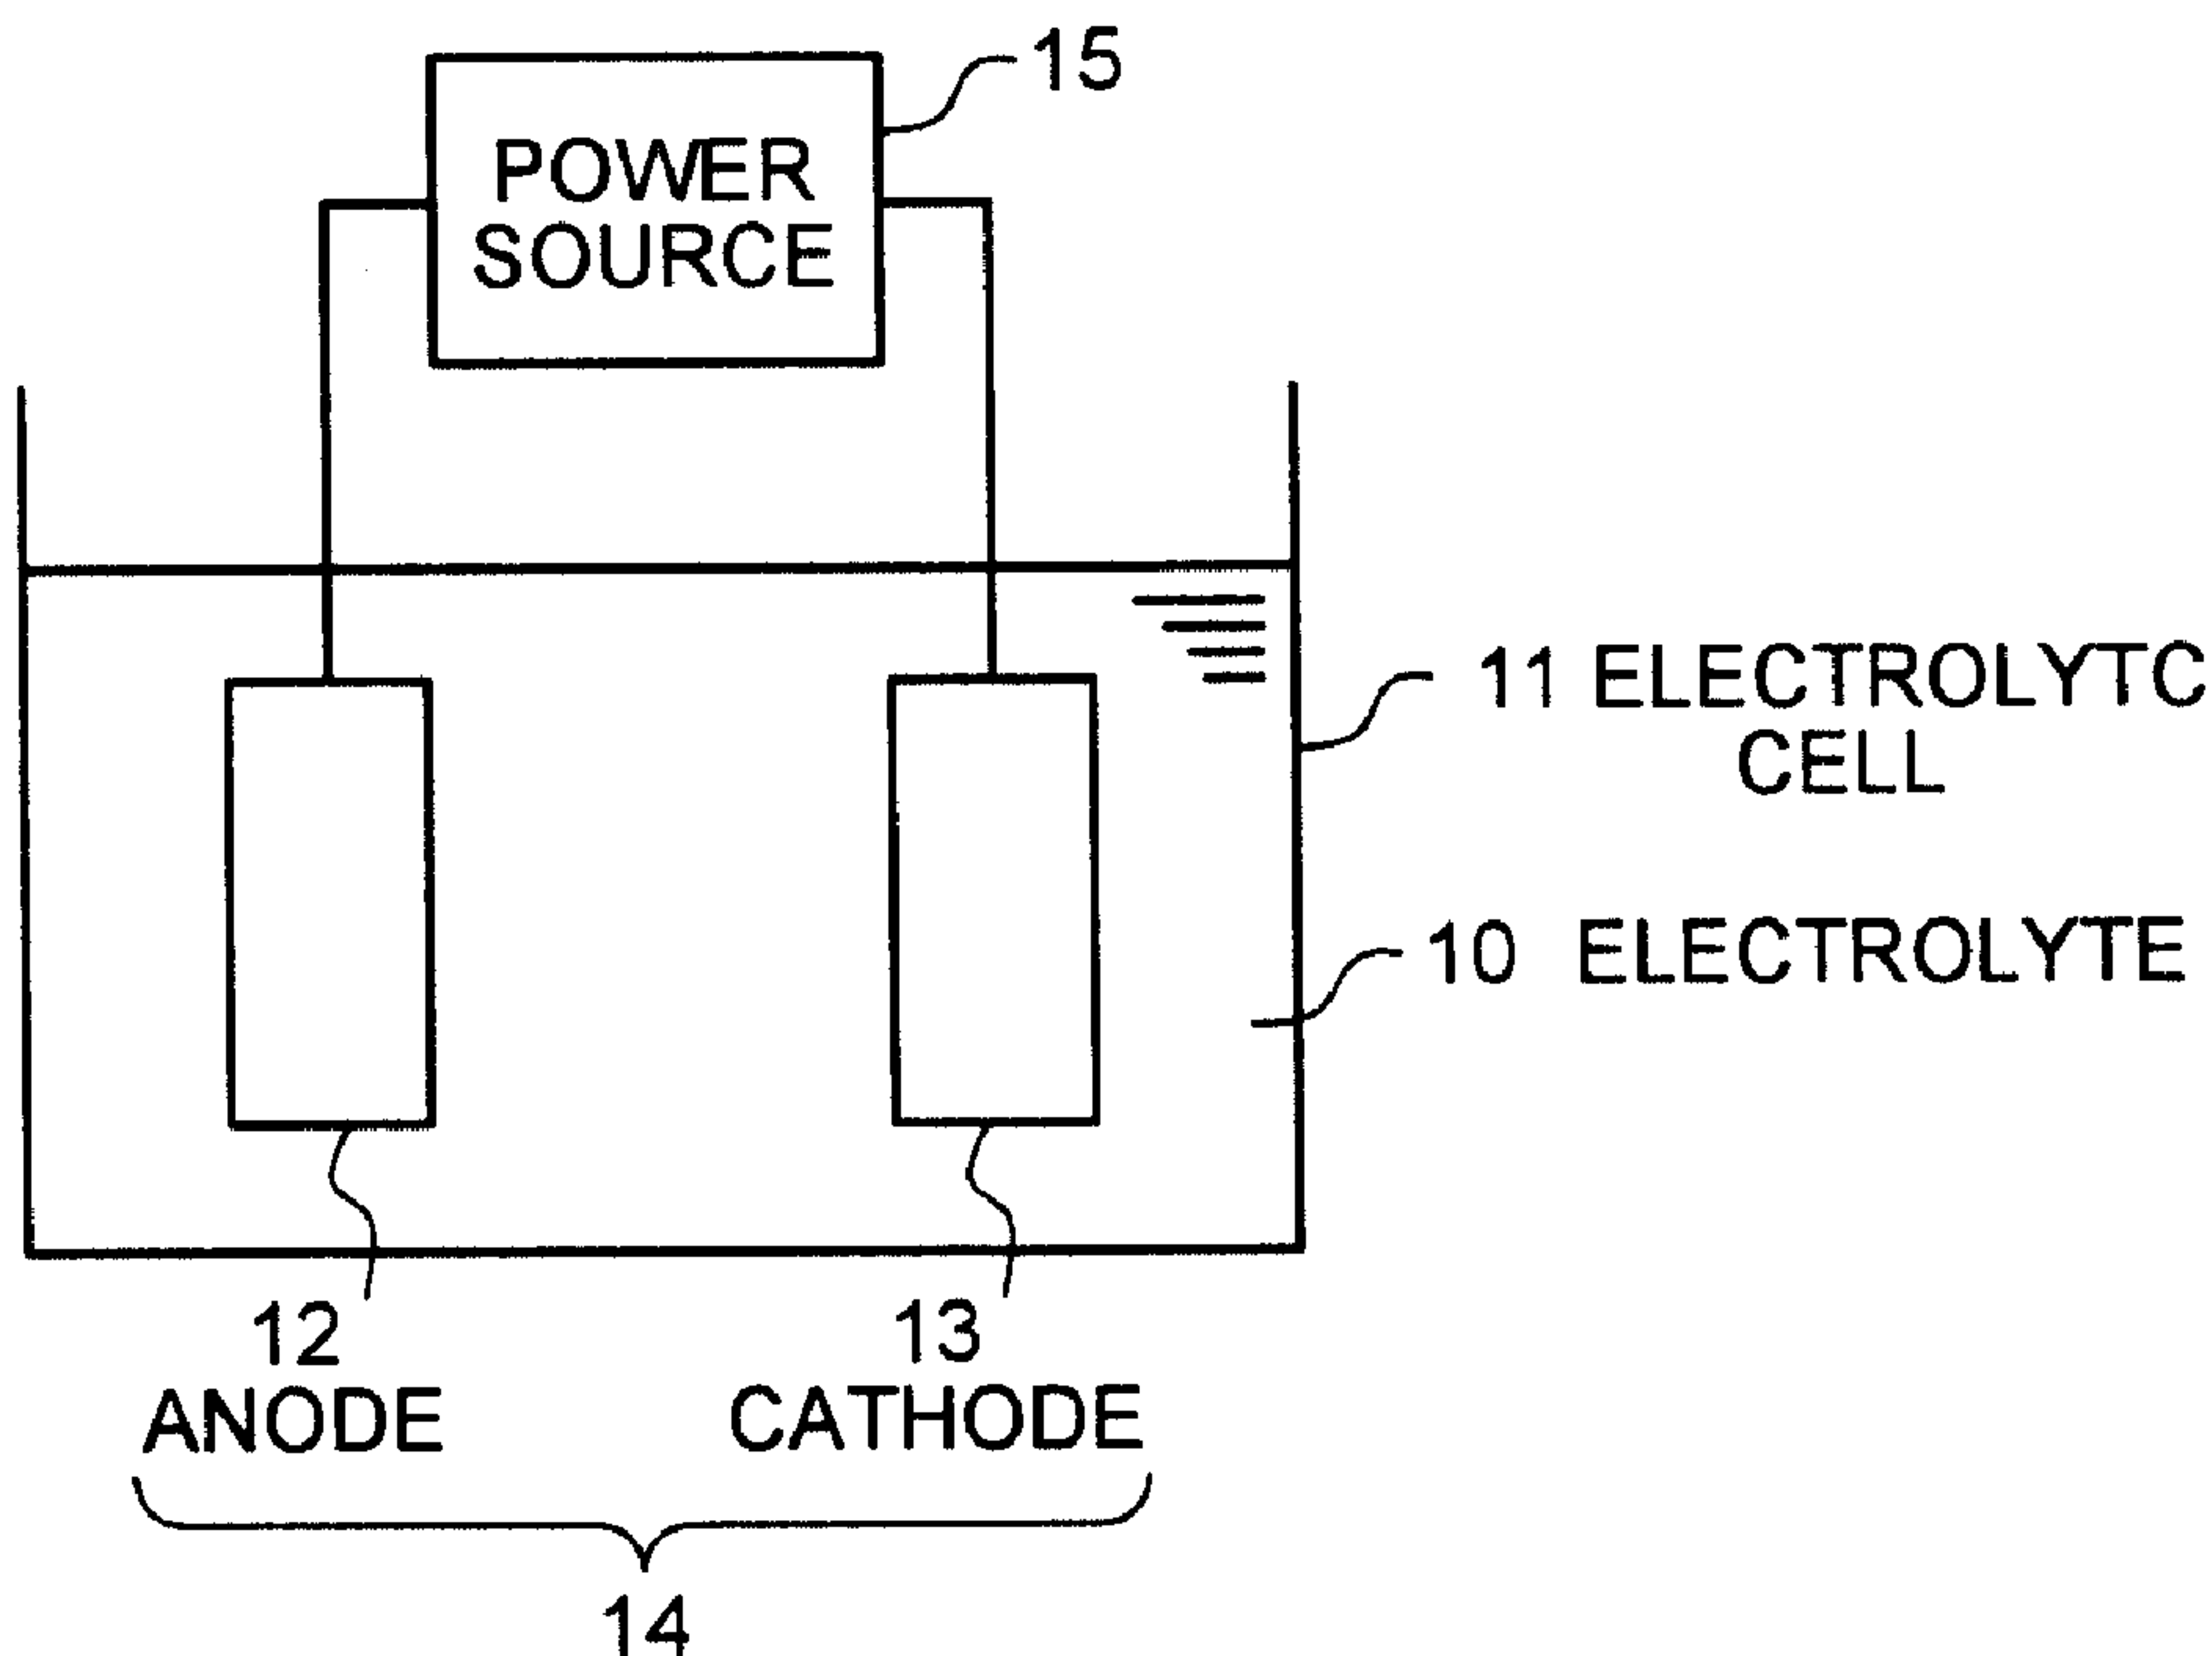 15
POWER
SOURCE
11 ELECTROLYTC
CELL
10 ELECTROLYTE
12
ANODE
13
CATHODE
14